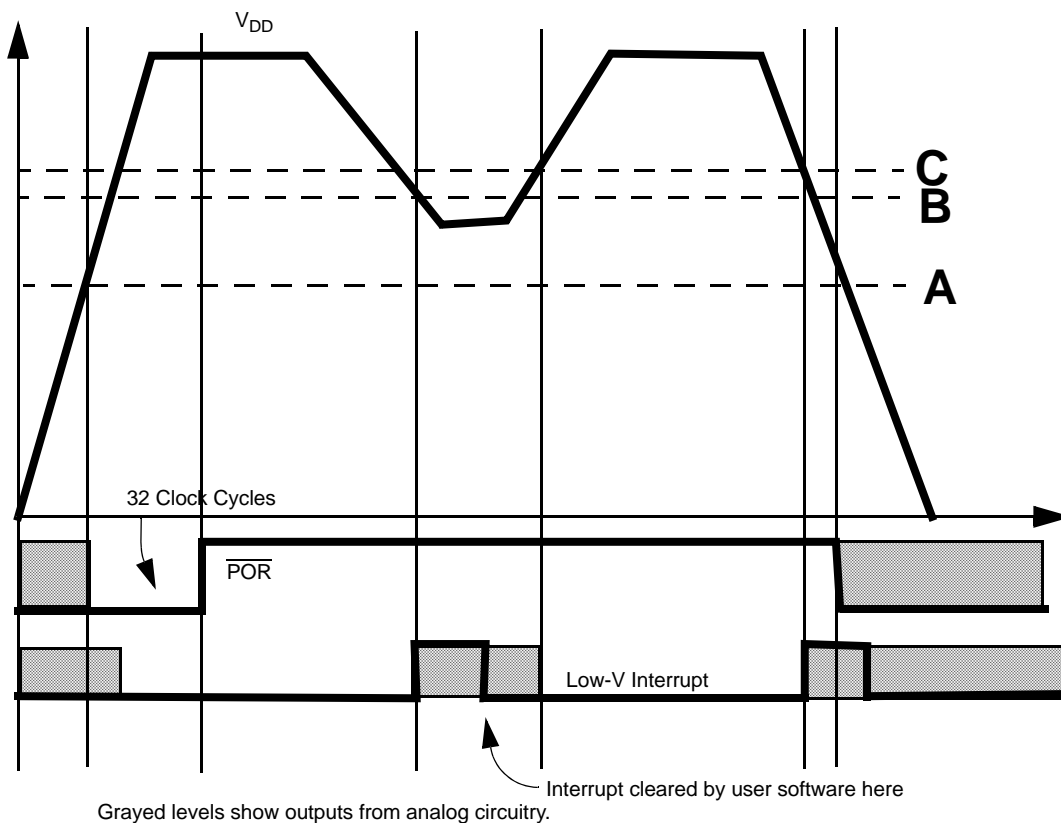 VDD
C
B
A
32 Clock Cycles
POR
Low-V Interrupt
Interrupt cleared by user software here
Grayed levels show outputs from analog circuitry.